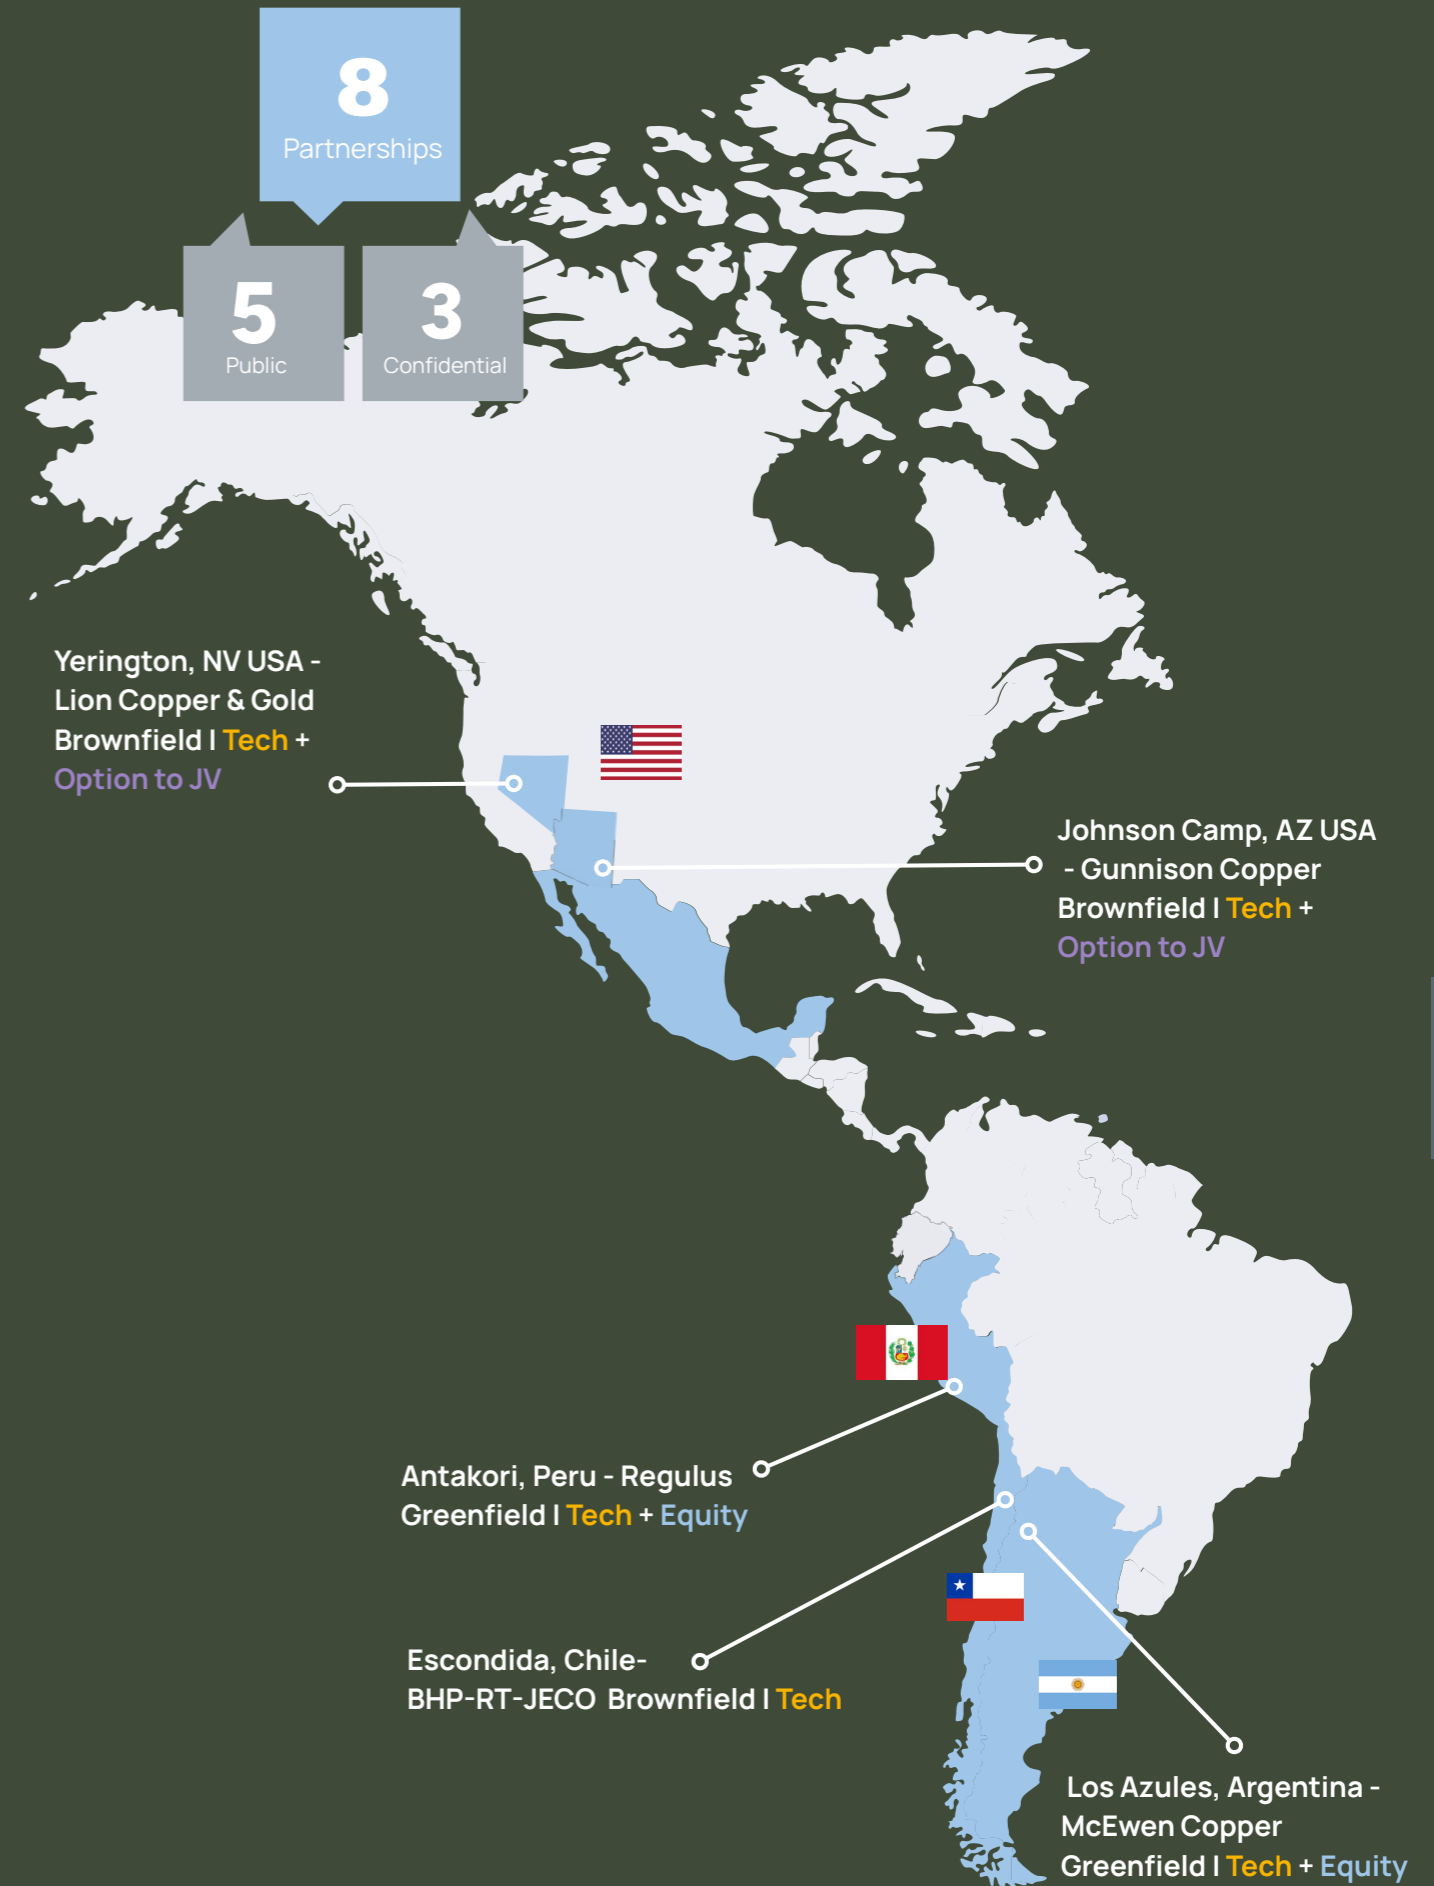 8
Partnerships
5
Public
3
Confidential
Yerington, NV USA -
Lion Copper & Gold
Brownfield | Tech +
Option to JV
Johnson Camp, AZ USA
- Gunnison Copper
Brownfield | Tech +
Option to JV
Antakori, Peru - Regulus
Greenfield | Tech + Equity
Escondida, Chile-
BHP-RT-JECO Brownfield | Tech
Los Azules, Argentina -
McEwen Copper
Greenfield | Tech + Equity